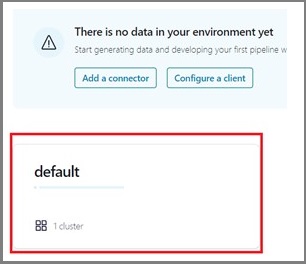 There is no data in your environment yet
Start generating data and developing your first pipeline w
Add a connector
Configure a client
default
1 cluster